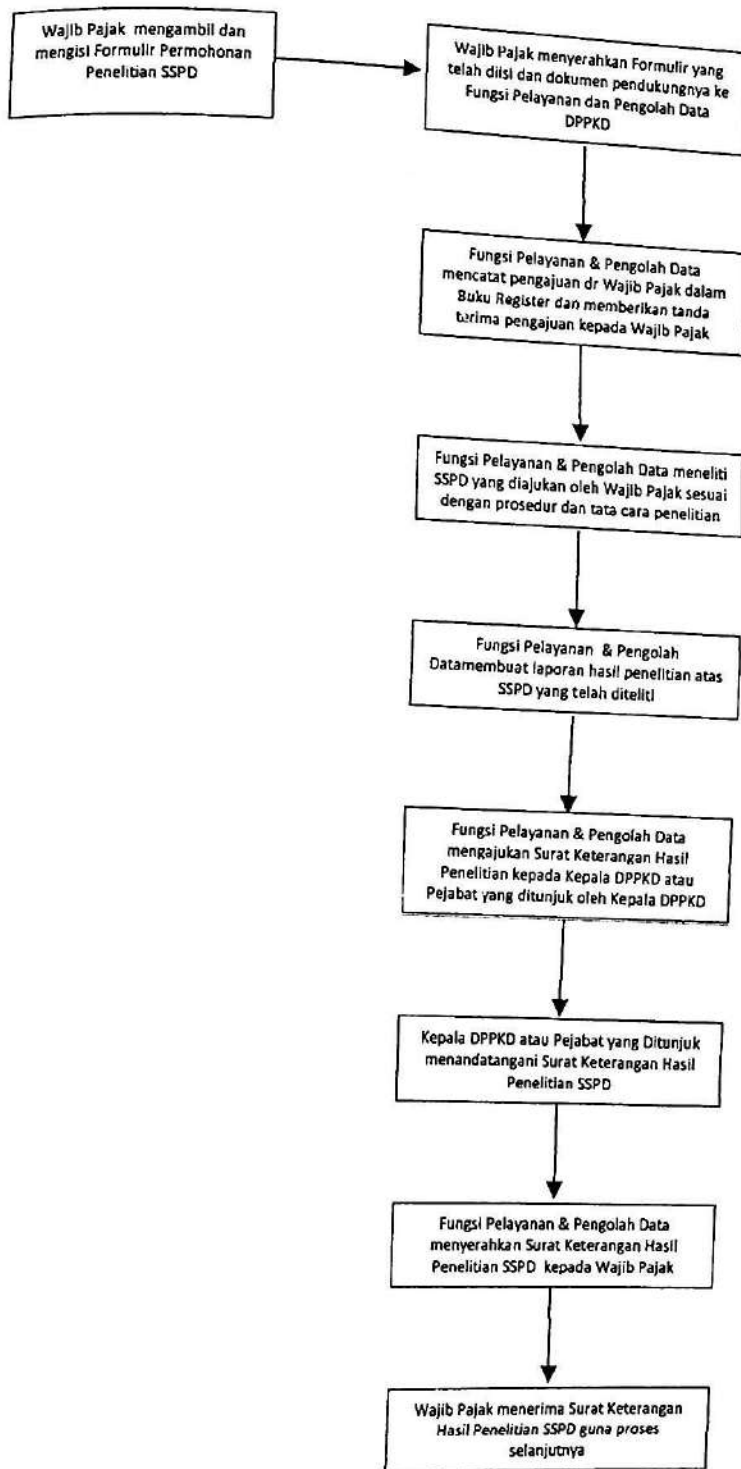 Wajib Pajak mengambil dan
mengisi Formulir Permohonan
Penelitian SSPD
Wajib Pajak menyerahkan Formulir yang
telah diisi dan dokumen pendukungnya ke
Fungsi Pelayanan dan Pengolah Data
DPPKD
Fungsi Pelayanan & Pengolah Data
mencatat pengajuan dr Wajib Pajak dalam
Buku Register dan memberikan tanda
terima pengajuan kepada Wajib Pajak
Fungsi Pelayanan & Pengolah Data meneliti
SSPD yang diajukan oleh Wajib Pajak sesuai
dengan prosedur dan tata cara penelitian
Fungsi Pelayanan & Pengolah
Datamembuat laporan hasil penelitian atas
SSPD yang telah diteliti
Fungsi Pelayanan & Pengolah Data
mengajukan Surat Keterangan Hasil
Penelitian kepada Kepala DPPKD atau
Pejabat yang ditunjuk oleh Kepala DPPKD
Kepala DPPKD atau Pejabat yang Ditunjuk
menandatangani Surat Keterangan Hasil
Penelitian SSPD
Fungsi Pelayanan & Pengolah Data
menyerahkan Surat Keterangan Hasil
Penelitian SSPD kepada Wajib Pajak
Wajib Pajak menerima Surat Keterangan
Hasil Penelitian SSPD guna proses
selanjutnya